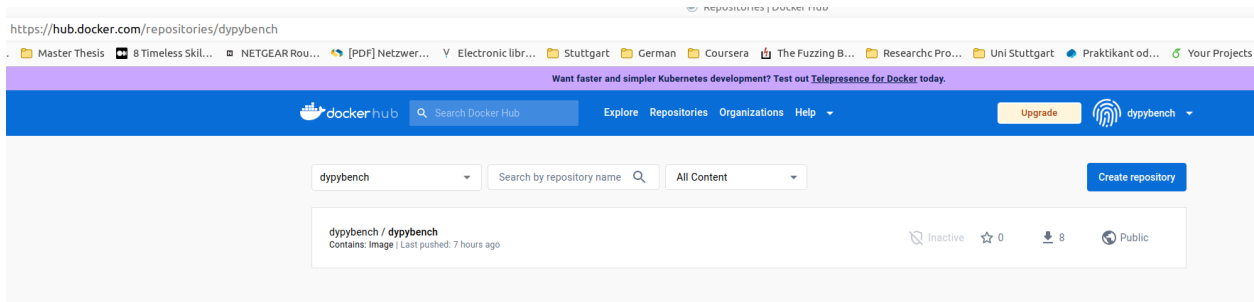 Repositories | Docker Hub
https://hub.docker.com/repositories/dypybench
Master Thesis 8 Timeless Skil... NETGEAR Rou... [PDF] Netzwer... Electronic libr... Stuttgart German Coursera The Fuzzing B... Researchc Pro... Uni Stuttgart Praktikant od... Your Projects
Want faster and simpler Kubernetes development? Test out Telepresence for Docker today.
dockerhub Search Docker Hub Explore Repositories Organizations Help Upgrade dypybench
dypybench Search by repository name All Content Create repository
dypybench / dypybench
Contains: Image | Last pushed: 7 hours ago
Inactive 0 8 Public